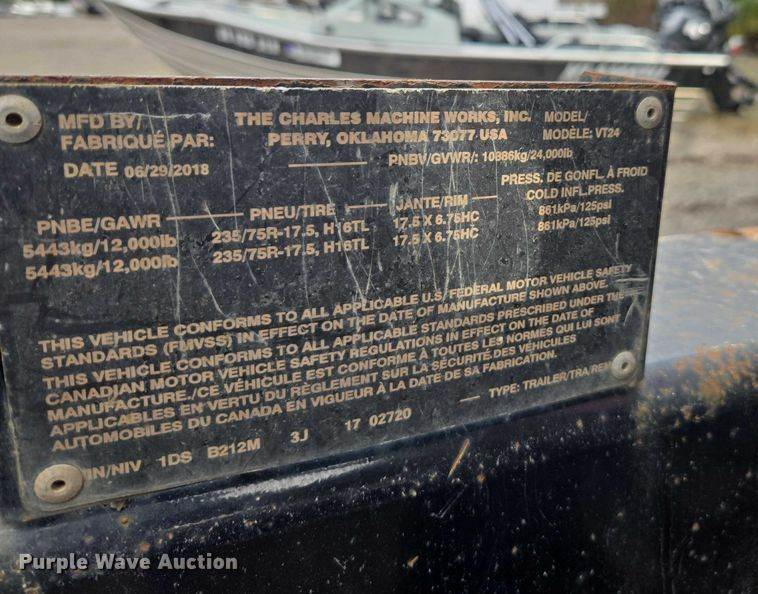 MFD BY/ THE CHARLES MACHINE WORKS, INC. MODEL/
FABRIQUÉ PAR: PERRY, OKLAHOMA 73077 USA MODÈLE: VT24
DATE 06/29/2018 PNBV/GVWR/: 10886kg/24,000lb
PNBE/GAWR PNEU/TIRE JANTE/RIM PRESS. DE GONFL. À FROID
COLD INFL.PRESS.
5443kg/12,000lb 235/75R-17.5, H16TL 17.5 X 6.75HC 861kPa/125psi
5443kg/12,000lb 235/75R-17.5, H16TL 17.5 X 6.75HC 861kPa/125psi
THIS VEHICLE CONFORMS TO ALL APPLICABLE U.S/ FEDERAL MOTOR VEHICLE SAFETY
STANDARDS (FMVSS) IN EFFECT ON THE DATE OF MANUFACTURE SHOWN ABOVE.
THIS VEHICLE CONFORMS TO ALL APPLICABLE STANDARDS PRESCRIBED UNDER THE
CANADIAN MOTOR VEHICLE SAFETY REGULATIONS IN EFFECT ON THE DATE OF
MANUFACTURE./CE VÉHICULE EST CONFORME À TOUTES LES NORMES QUI LUI SONT
APPLICABLES EN VERTU DU RÉGLEMENT SUR LA SÉCURITÉ DES VÉHICULES
AUTOMOBILES DU CANADA EN VIGUEUR À LA DATE DE SA FABRICATION.
IN/NIV 1DS B212M 3J 17 02720 TYPE: TRAILER/TRA RE
Purple Wave Auction